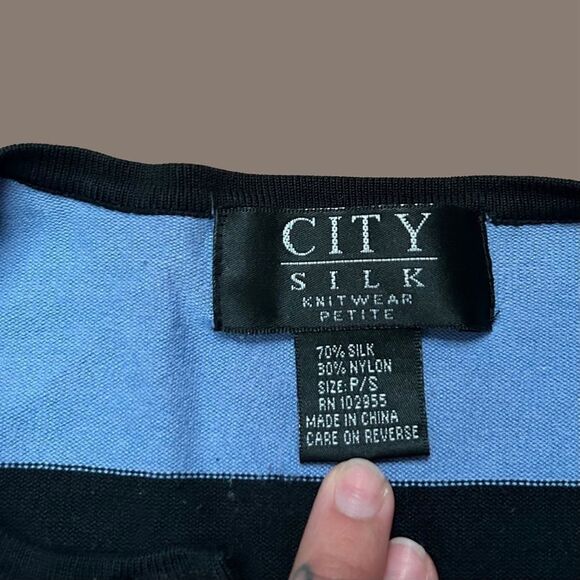 CITY
SILK
KNITWEAR
PETITE
70% SILK
30% NYLON
SIZE: P/S
RN 102955
MADE IN CHINA
CARE ON REVERSE